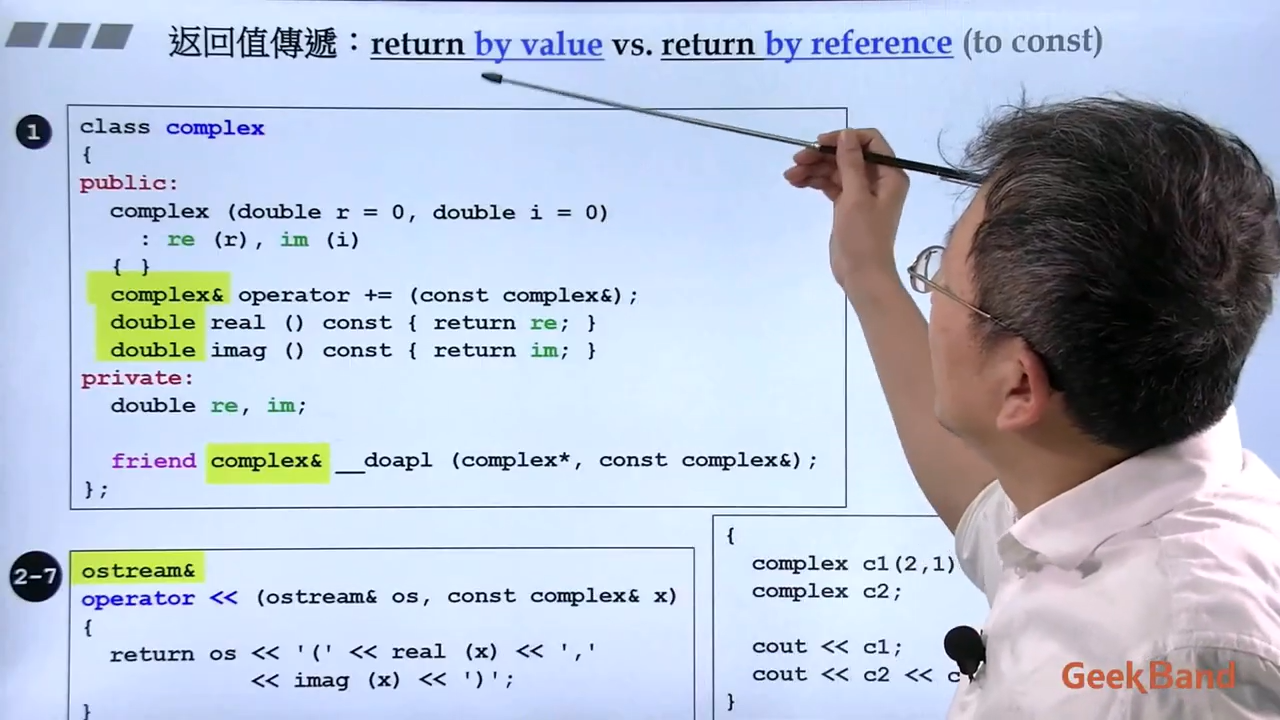 返回值傳遞：return by value vs. return by reference (to const)
1
class complex
{
public:
complex (double r = 0, double i = 0)
: re (r), im (i)
{ }
complex& operator += (const complex&);
double real () const { return re; }
double imag () const { return im; }
private:
double re, im;
friend complex& __doapl (complex*, const complex&);
};
2-7
ostream&
operator << (ostream& os, const complex& x)
{
return os << '(' << real (x) << ','
<< imag (x) << ')';
}
{
complex c1(2,1)
complex c2;
cout << c1;
cout << c2 << c
}
GeekBand